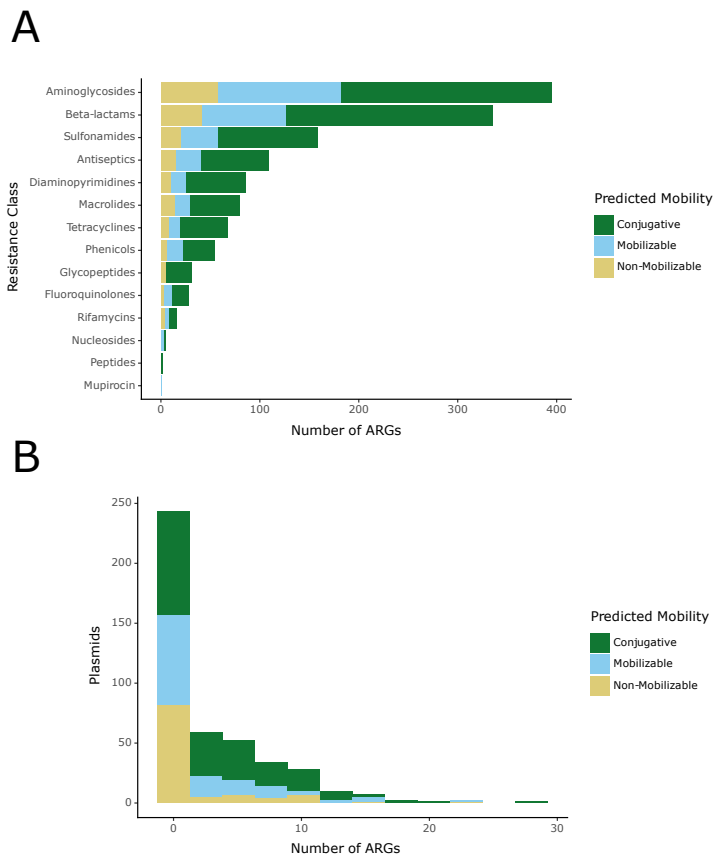 A
Aminoglycosides
Beta-lactams
Sulfonamides
Antiseptics
Diaminopyrimidines
Macrolides
Tetracyclines
Phenicols
Glycopeptides
Fluoroquinolones
Rifamycins
Nucleosides
Peptides
Mupirocin
Resistance Class
0 100 200 300 400
Number of ARGs
Predicted Mobility
Conjugative
Mobilizable
Non-Mobilizable
B
250
200
150
100
50
0
Plasmids
0 10 20 30
Number of ARGs
Predicted Mobility
Conjugative
Mobilizable
Non-Mobilizable